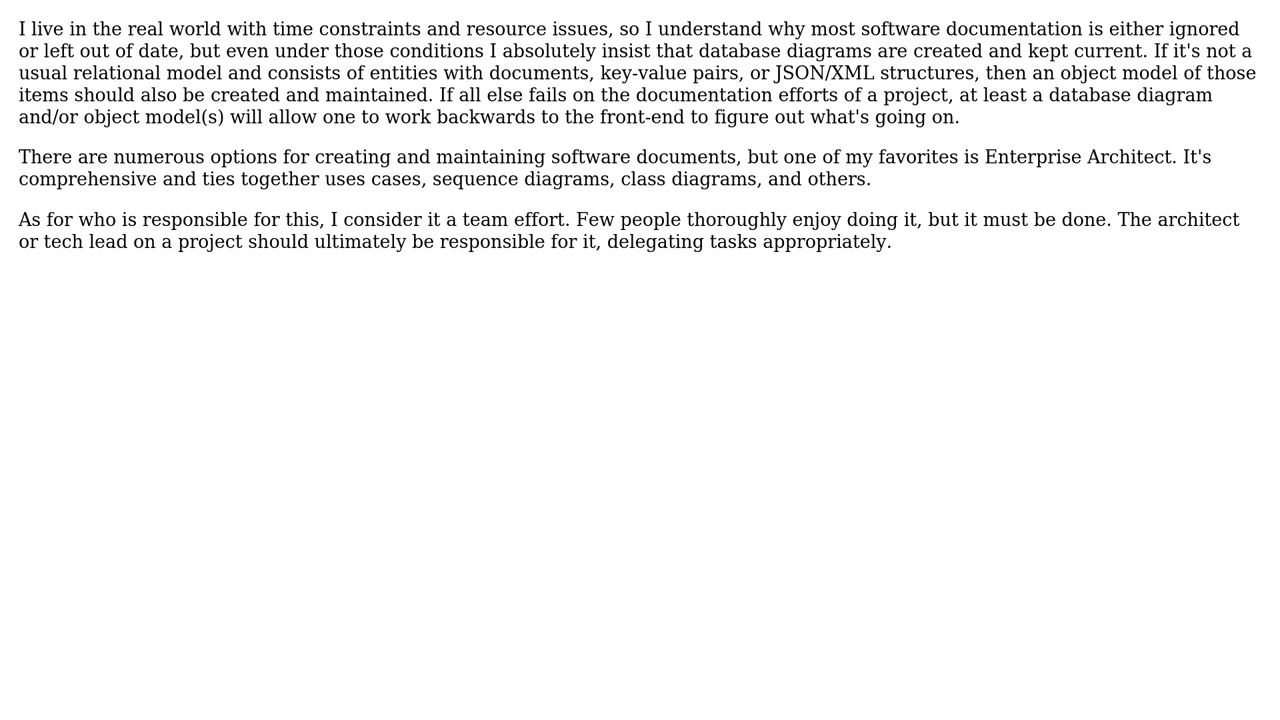 I live in the real world with time constraints and resource issues, so I understand why most software documentation is either ignored
or left out of date, but even under those conditions I absolutely insist that database diagrams are created and kept current. If it's not a
usual relational model and consists of entities with documents, key-value pairs, or JSON/XML structures, then an object model of those
items should also be created and maintained. If all else fails on the documentation efforts of a project, at least a database diagram
and/or object model(s) will allow one to work backwards to the front-end to figure out what's going on.
There are numerous options for creating and maintaining software documents, but one of my favorites is Enterprise Architect. It's
comprehensive and ties together uses cases, sequence diagrams, class diagrams, and others.
As for who is responsible for this, I consider it a team effort. Few people thoroughly enjoy doing it, but it must be done. The architect
or tech lead on a project should ultimately be responsible for it, delegating tasks appropriately.